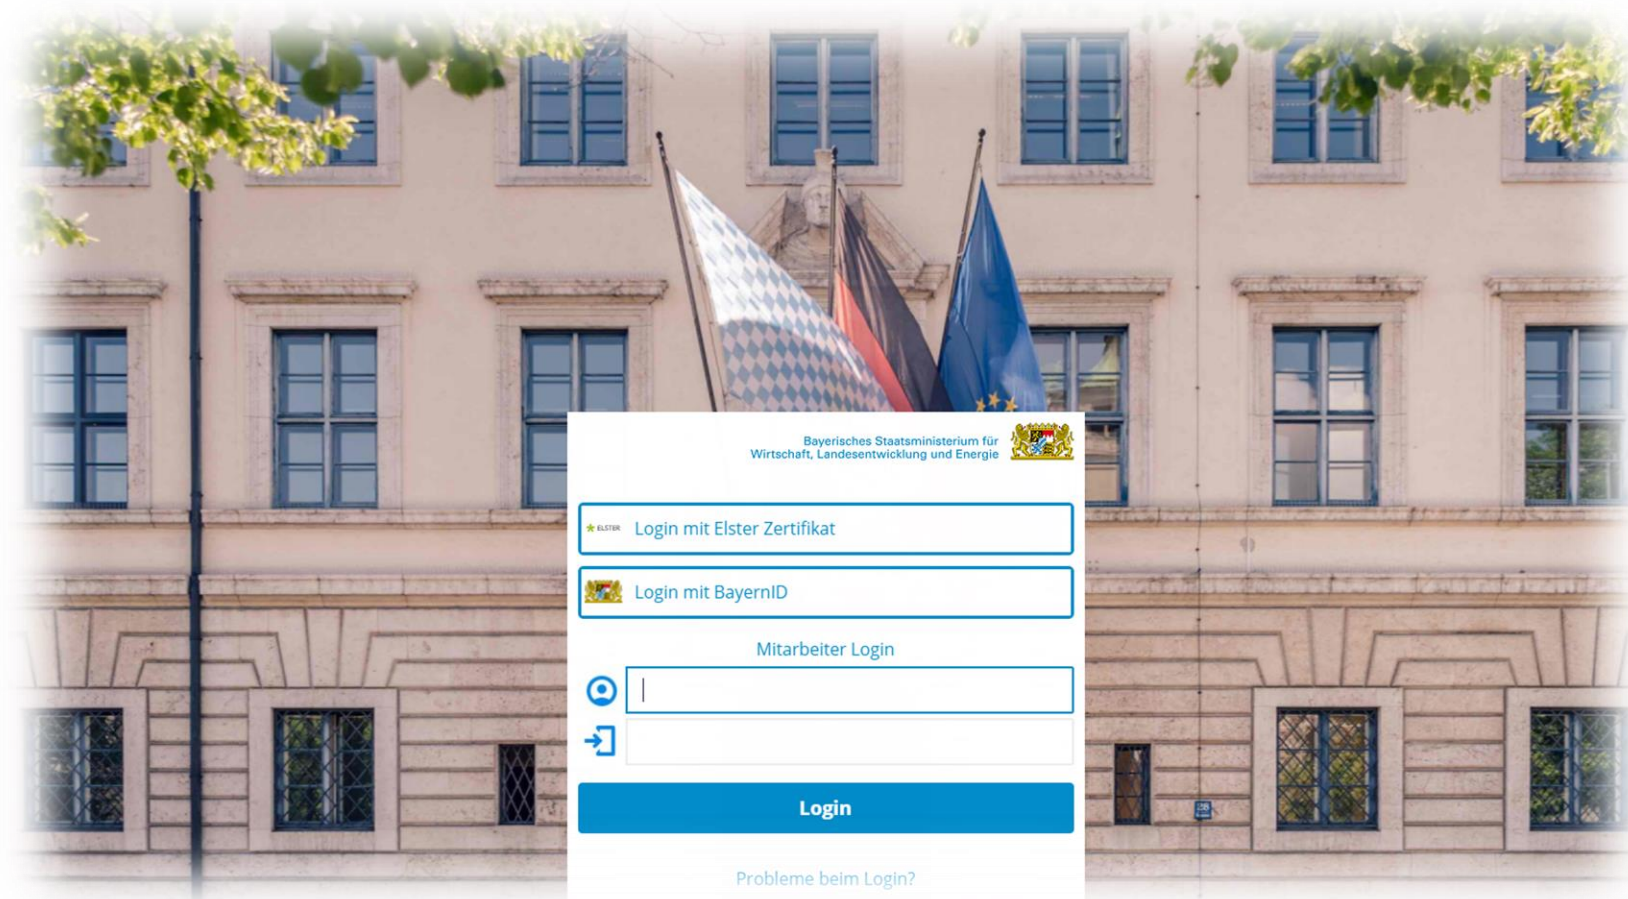 Bayerisches Staatsministerium für
Wirtschaft, Landesentwicklung und Energie
ELSTER
Login mit Elster Zertifikat
Login mit BayernID
Mitarbeiter Login
Login
Probleme beim Login?